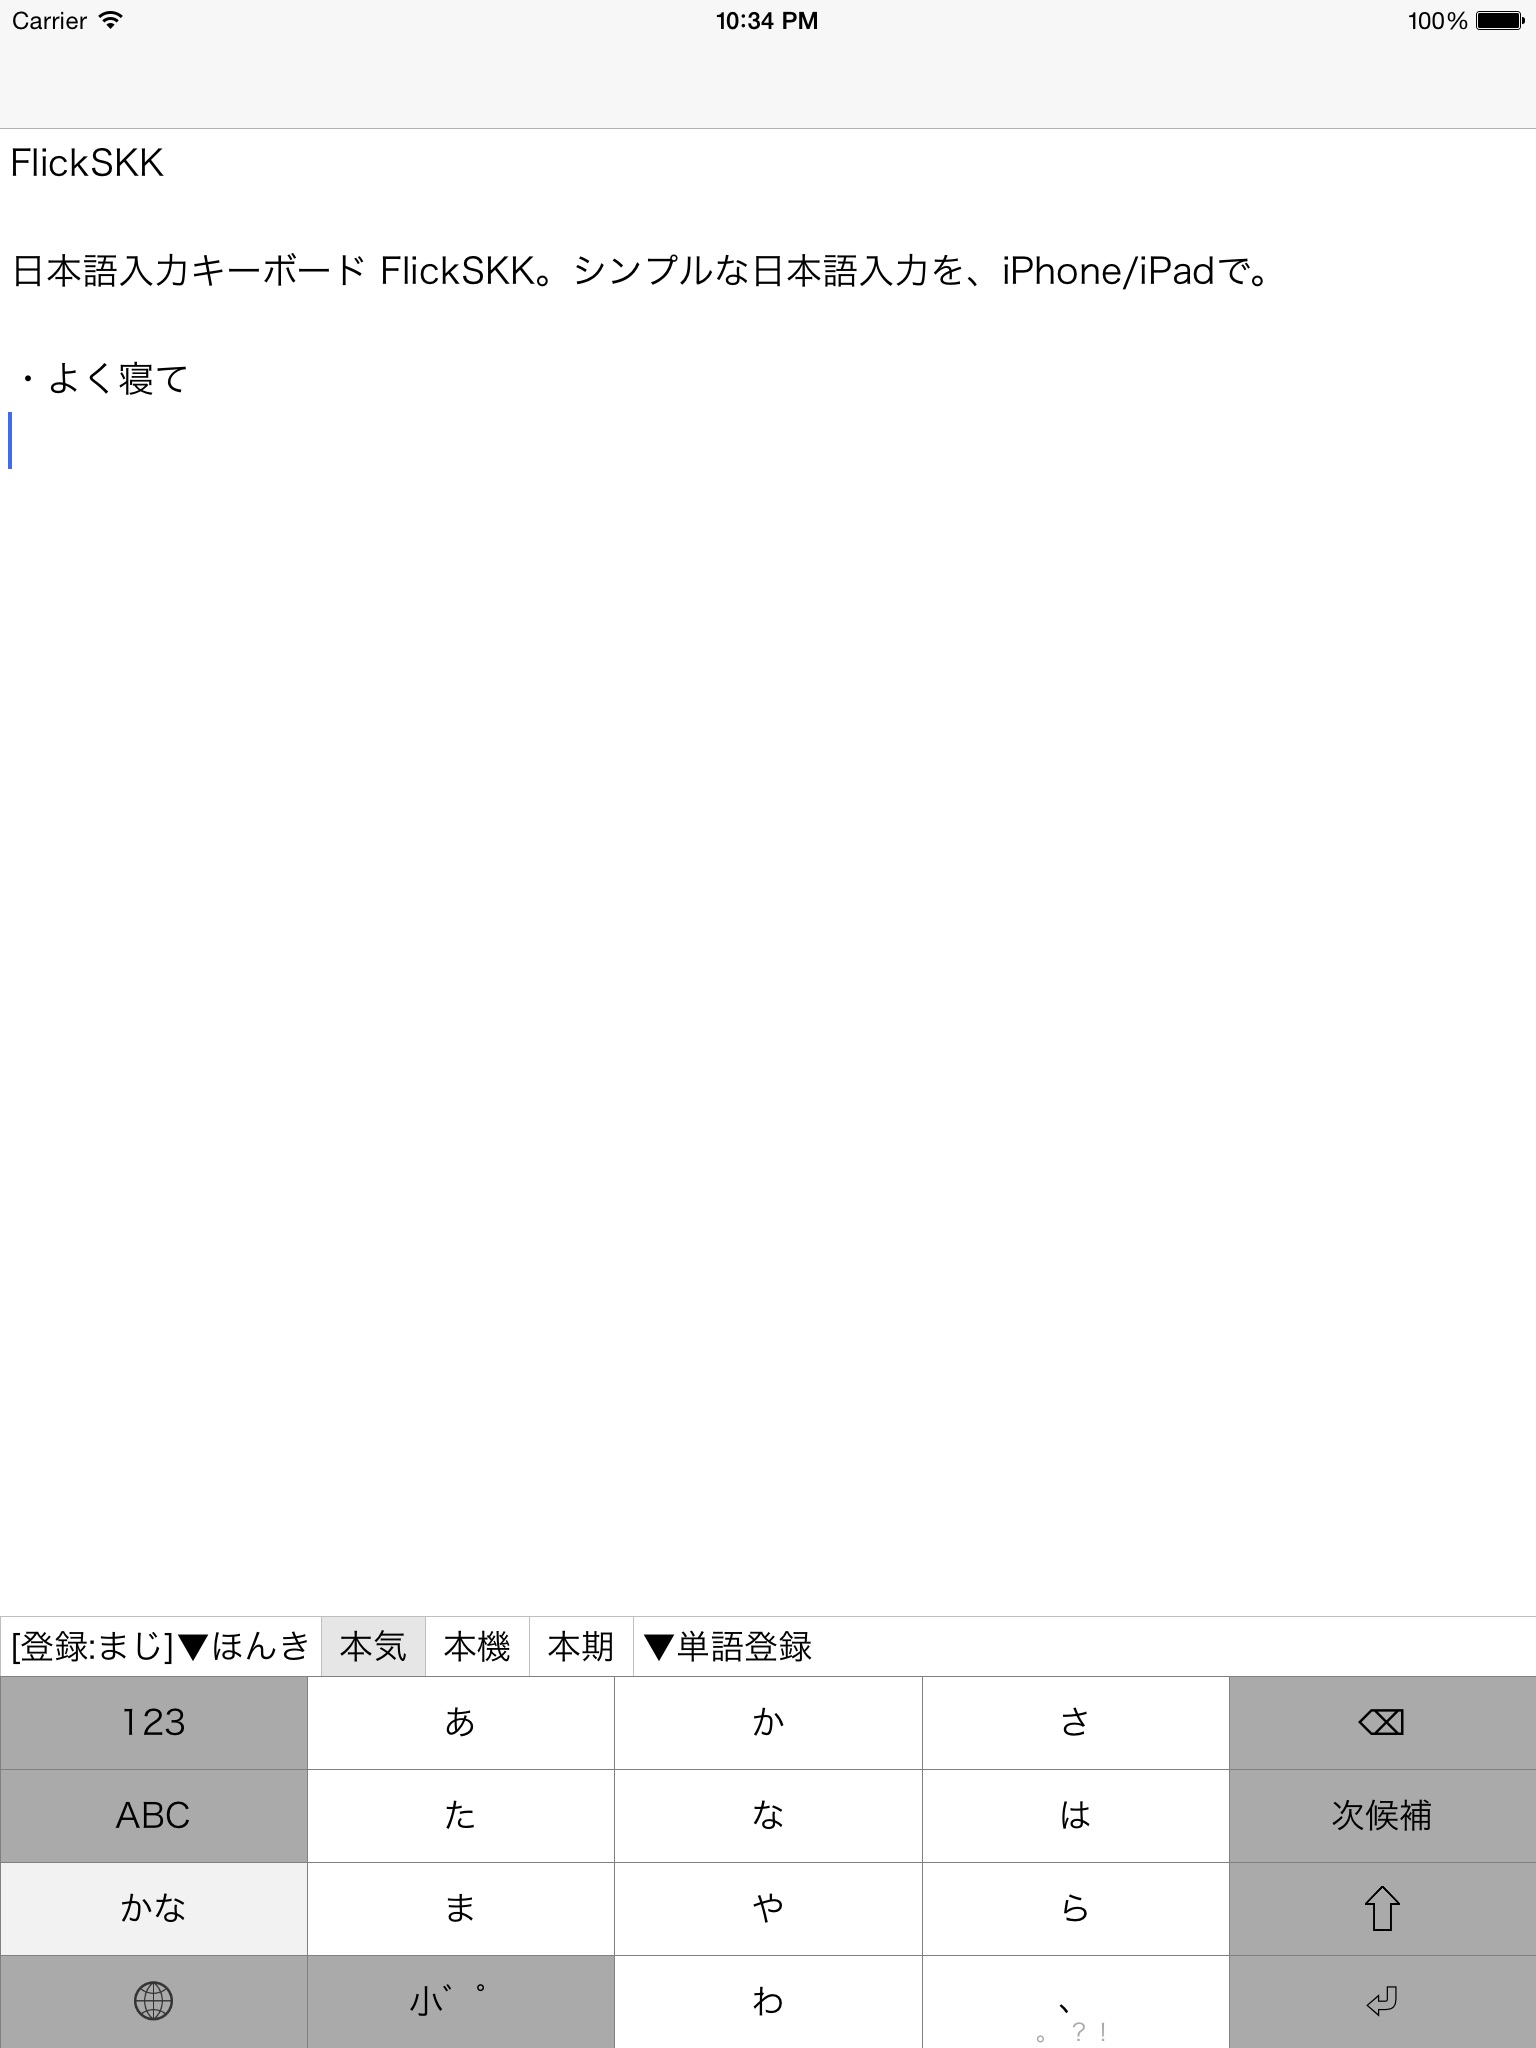 Carrier 10:34 PM 100%
FlickSKK
日本語入力キーボード FlickSKK。シンプルな日本語入力を、iPhone/iPadで。
・よく寝て
[登録:まじ]▼ほんき 本気 本機 本期 ▼単語登録
123 あ か さ ⌫
ABC た な は 次候補
かな ま や ら
小゛゜ わ 、
。？！